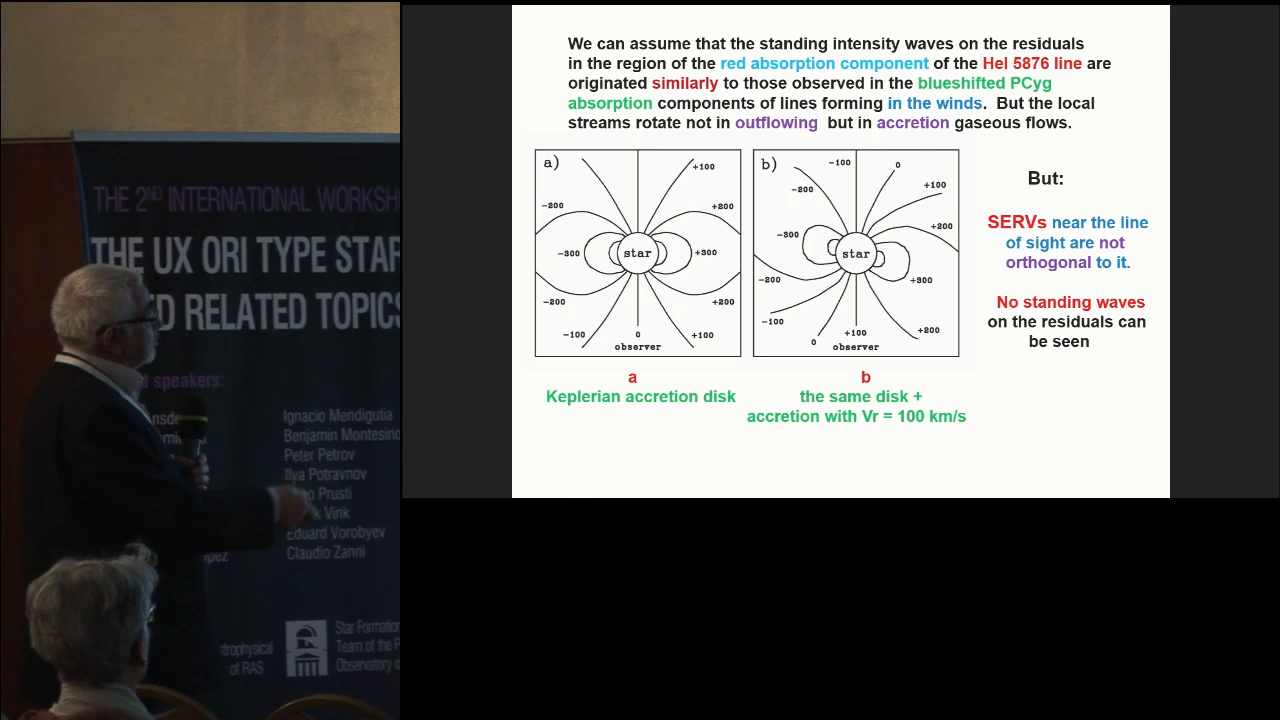 THE 2ND INTERNATIONAL WORKSH
THE UX ORI TYPE STAR
D RELATED TOPICS
speakers:
Ansde
Ignacio Mendigutia
Benjamin Montesino
Peter Petrov
Ilya Potravnov
o Prusti
k Vink
Eduard Vorobyev
Claudio Zanni
pez
trophysical
of RAS
Star Formatio
Team of the P
Observatory o
We can assume that the standing intensity waves on the residuals
in the region of the red absorption component of the HeI 5876 line are
originated similarly to those observed in the blueshifted PCyg
absorption components of lines forming in the winds. But the local
streams rotate not in outflowing but in accretion gaseous flows.
a)
+100
-200
+200
-300
star
+300
-200
+200
-100
0
+100
observer
b)
-100
0
-200
+100
+200
-300
star
+300
-200
-100
0
+100
+200
observer
a
Keplerian accretion disk
b
the same disk +
accretion with Vr = 100 km/s
But:
SERVs near the line
of sight are not
orthogonal to it.
No standing waves
on the residuals can
be seen